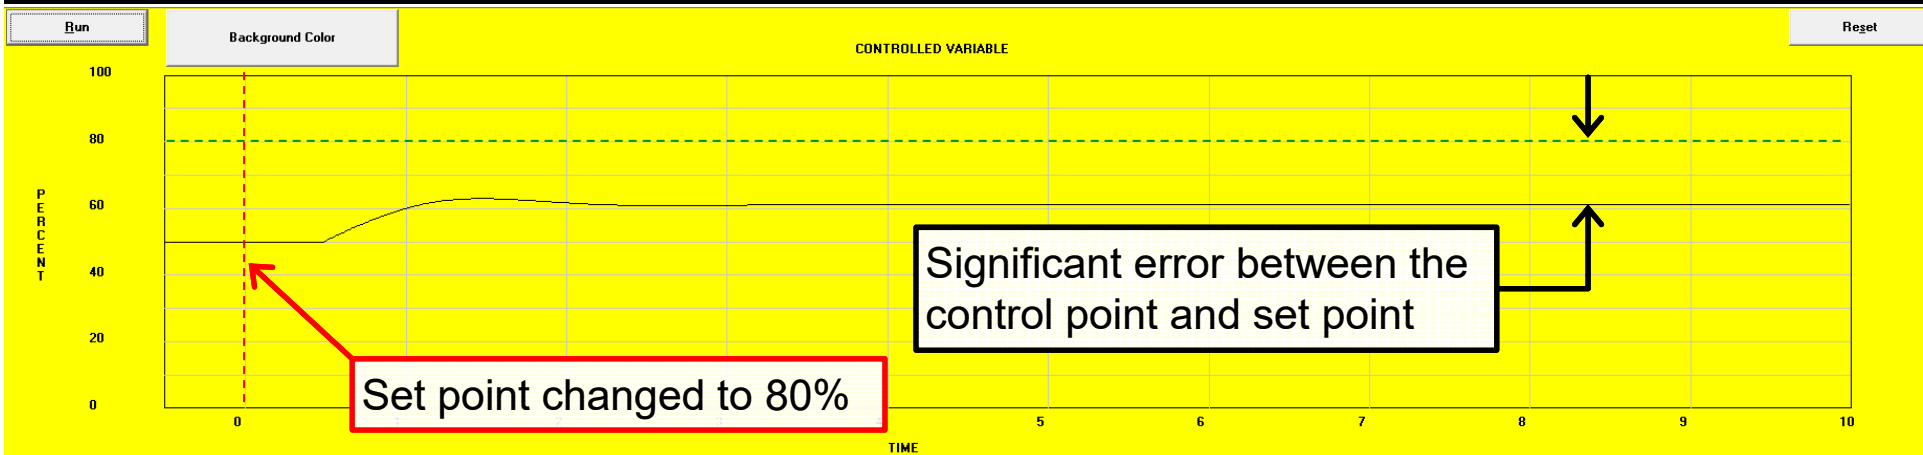 Run
Background Color
Reset
CONTROLLED VARIABLE
100
80
60
40
20
0
PERCENT
Significant error between the
control point and set point
Set point changed to 80%
0 5 6 7 8 9 10
TIME